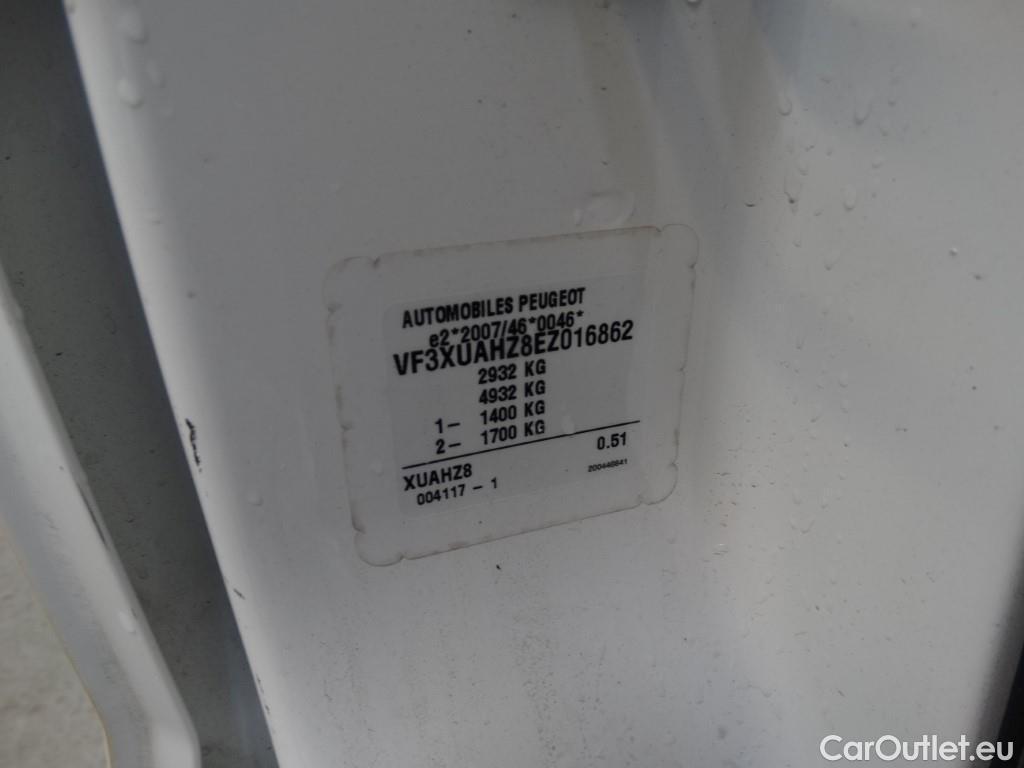 AUTOMOBILES PEUGEOT
e2*2007/46*0046*
VF3XUAHZ8EZ016862
2932 KG
4932 KG
1- 1400 KG
2- 1700 KG
XUAHZ8 0.51
004117 - 1 200446641
CarOutlet.eu